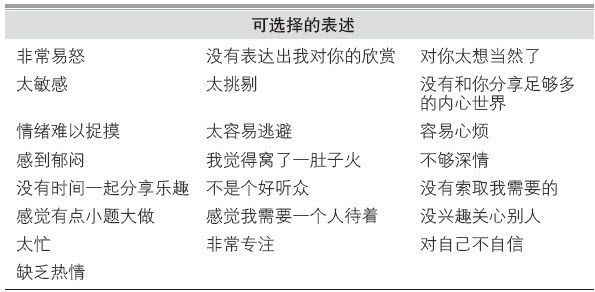 可选择的表述
非常易怒 没有表达出我对你的欣赏 对你太想当然了
太敏感 太挑剔 没有和你分享足够多
的内心世界
情绪难以捉摸 太容易逃避 容易心烦
感到郁闷 我觉得窝了一肚子火 不够深情
没有时间一起分享乐趣 不是个好听众 没有索取我需要的
感觉有点小题大做 感觉我需要一个人待着 没兴趣关心别人
太忙 非常专注 对自己不自信
缺乏热情